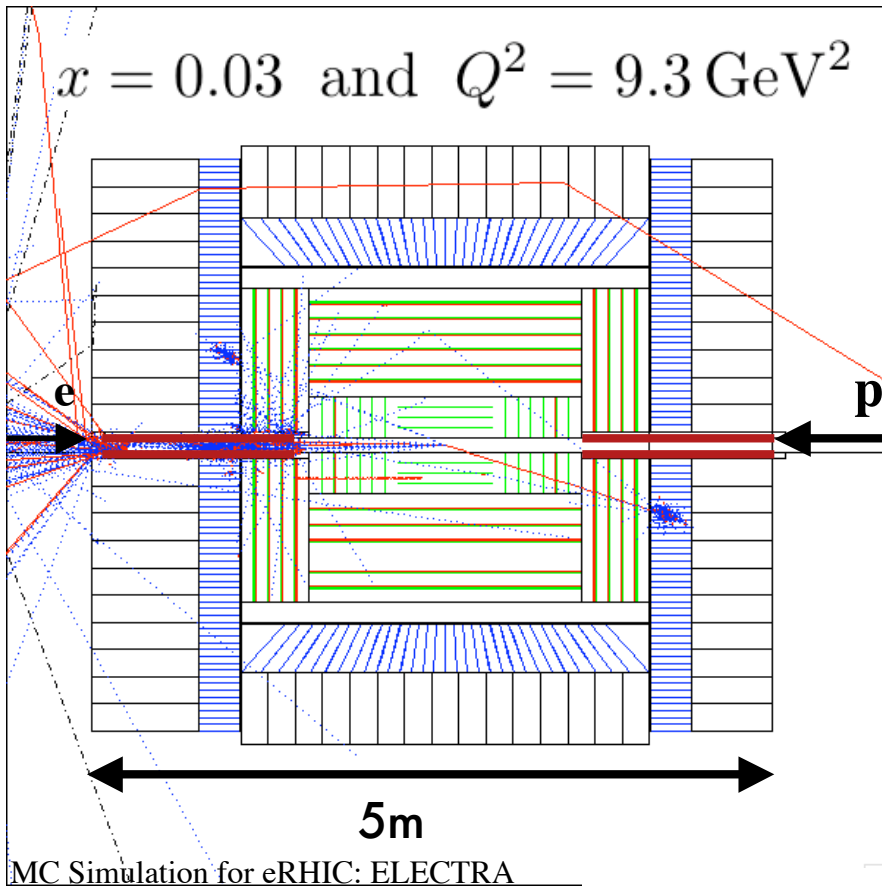 x = 0.03 and Q² = 9.3 GeV²
e
p
5m
MC Simulation for eRHIC: ELECTRA